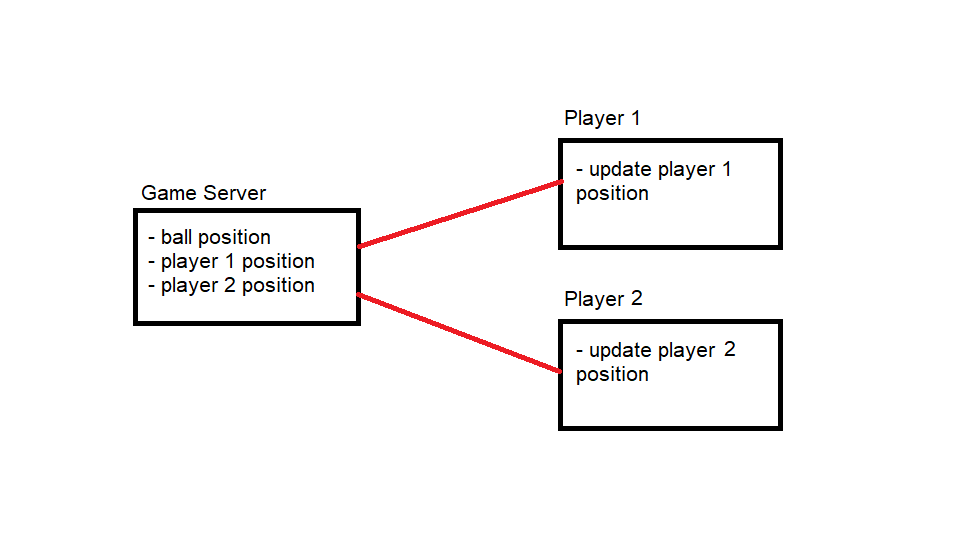 Game Server
- ball position
- player 1 position
- player 2 position
Player 1
- update player 1
position
Player 2
- update player 2
position